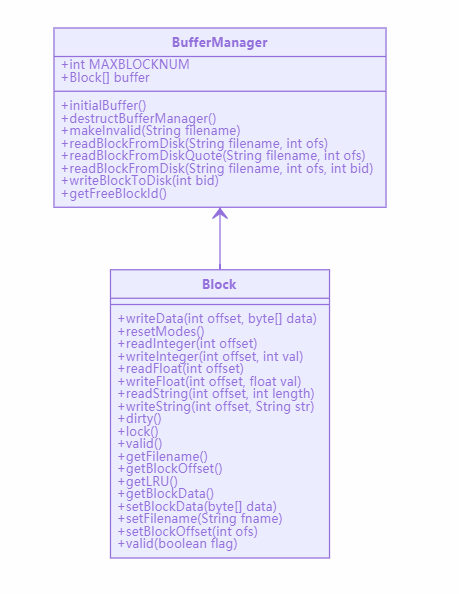 BufferManager
+int MAXBLOCKNUM
+Block[] buffer
+initialBuffer()
+destructBufferManager()
+makeInvalid(String filename)
+readBlockFromDisk(String filename, int ofs)
+readBlockFromDiskQuote(String filename, int ofs)
+readBlockFromDisk(String filename, int ofs, int bid)
+writeBlockToDisk(int bid)
+getFreeBlockId()
Block
+writeData(int offset, byte[] data)
+resetModes()
+readInteger(int offset)
+writeInteger(int offset, int val)
+readFloat(int offset)
+writeFloat(int offset, float val)
+readString(int offset, int length)
+writeString(int offset, String str)
+dirty()
+lock()
+valid()
+getFilename()
+getBlockOffset()
+getLRU()
+getBlockData()
+setBlockData(byte[] data)
+setFilename(String fname)
+setBlockOffset(int ofs)
+valid(boolean flag)